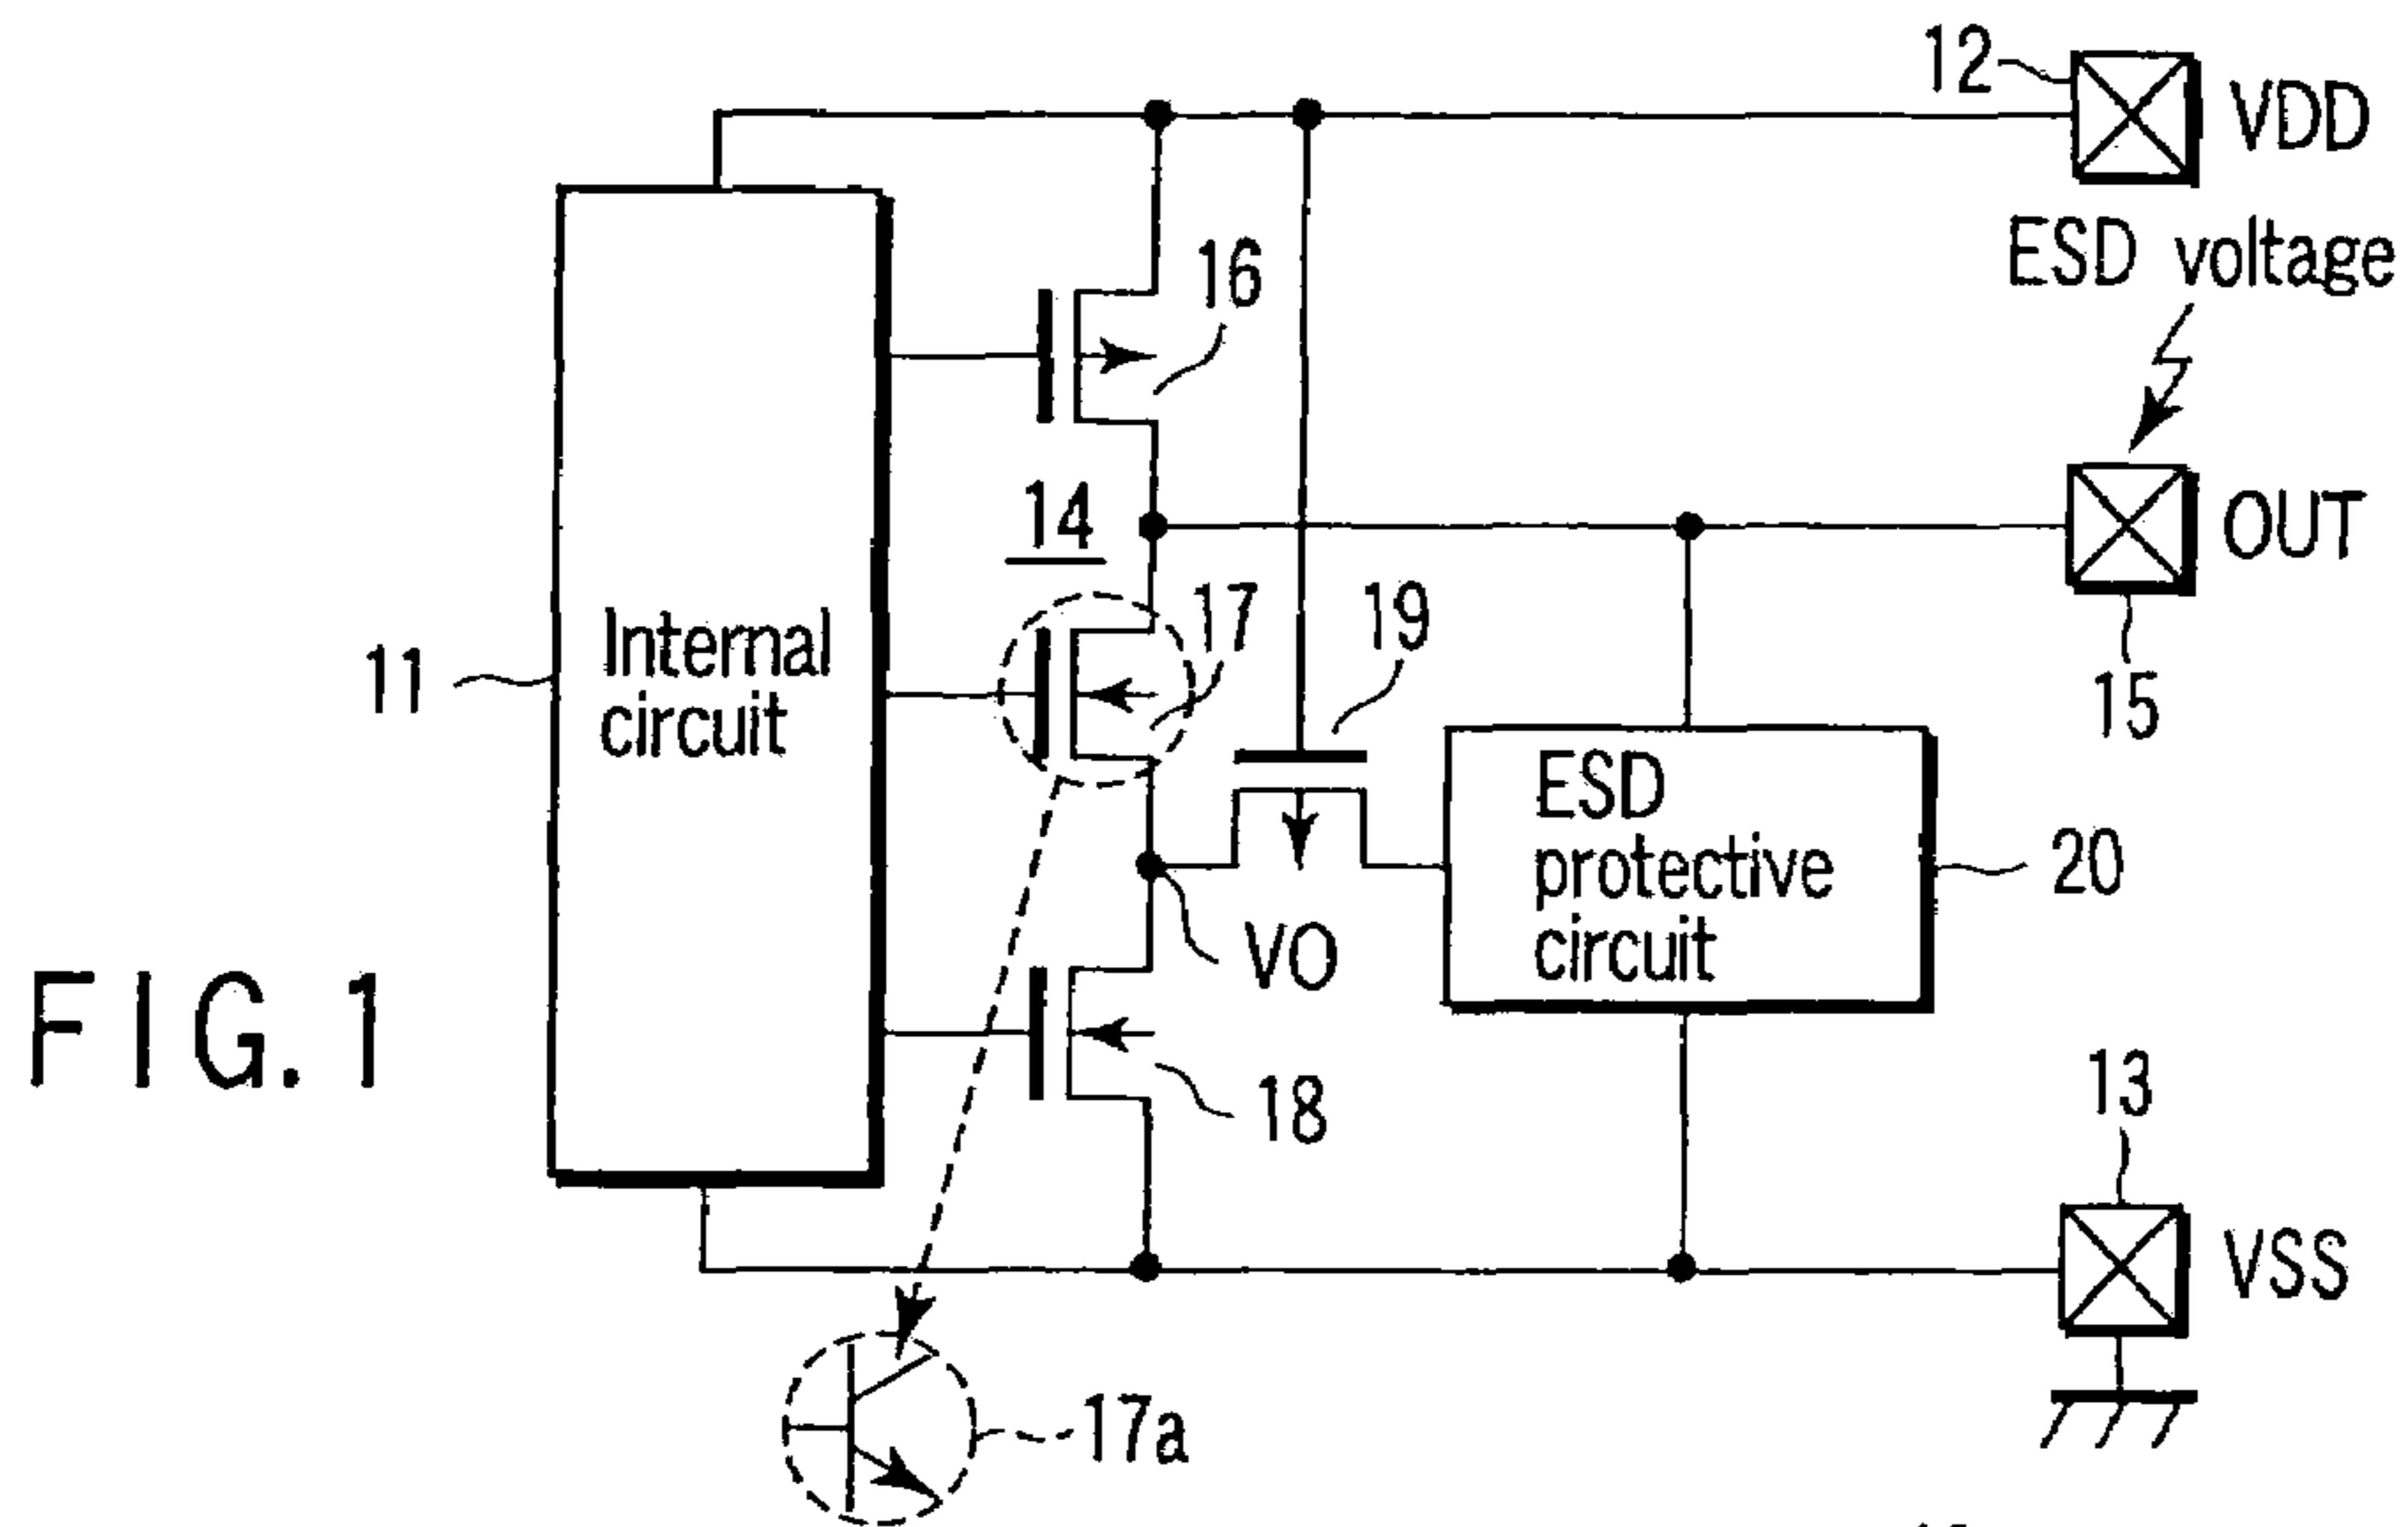 12
VDD
ESD voltage
16
14
OUT
17
19
11
Internal
circuit
15
ESD
protective
circuit
20
VO
FIG.1
18
13
VSS
17a